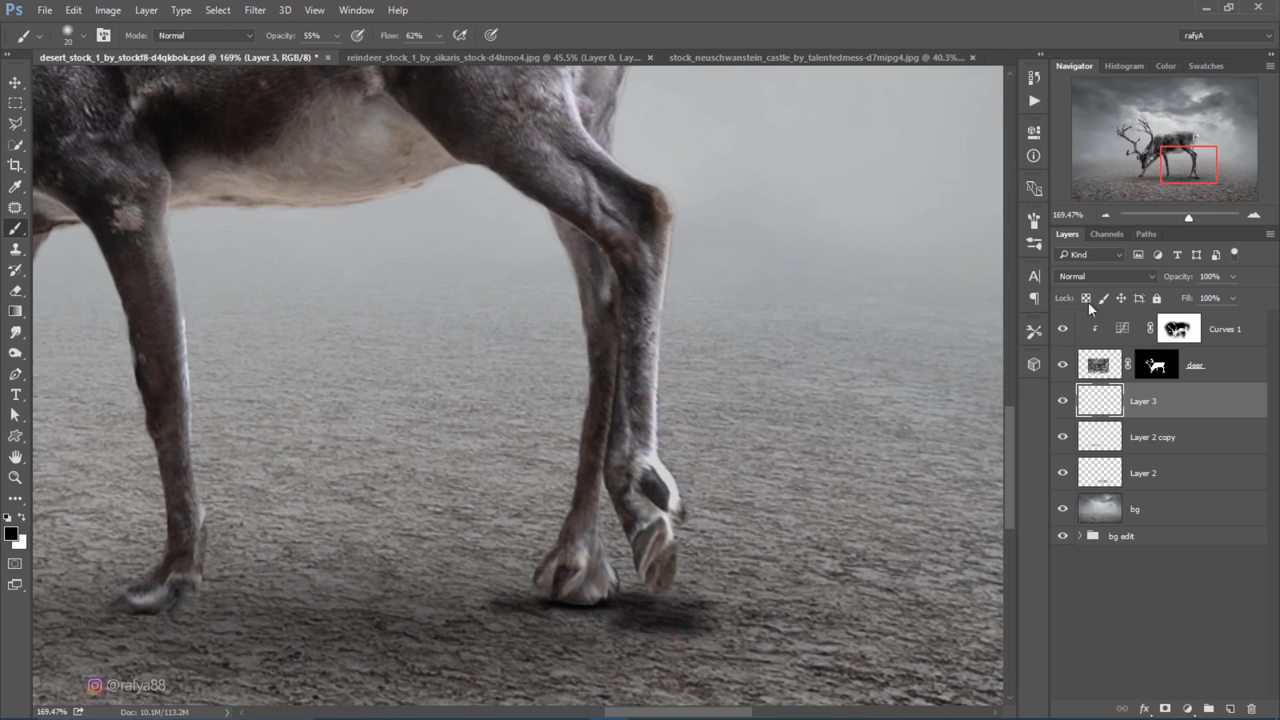 Ps File Edit Image Layer Type Select Filter 3D View Window Help
20 Mode: Normal Opacity: 55% Flow: 62% rafyA
desert_stock_1_by_stockf8-d4qkbok.psd @ 169% (Layer 3, RGB/8) * × reindeer_stock_1_by_sikaris_stock-d4hroo4.jpg @ 45.5% (Layer 0, Lay... × stock_neuschwanstein_castle_by_talentedmess-d7mipg4.jpg @ 40.3%... ×
Navigator Histogram Color Swatches
169.47%
Layers Channels Paths
Kind
Normal Opacity: 100%
Lock: Fill: 100%
Curves 1
deer
Layer 3
Layer 2 copy
Layer 2
bg
bg edit
@rafya88
169.47% Doc: 10.1M/113.2M